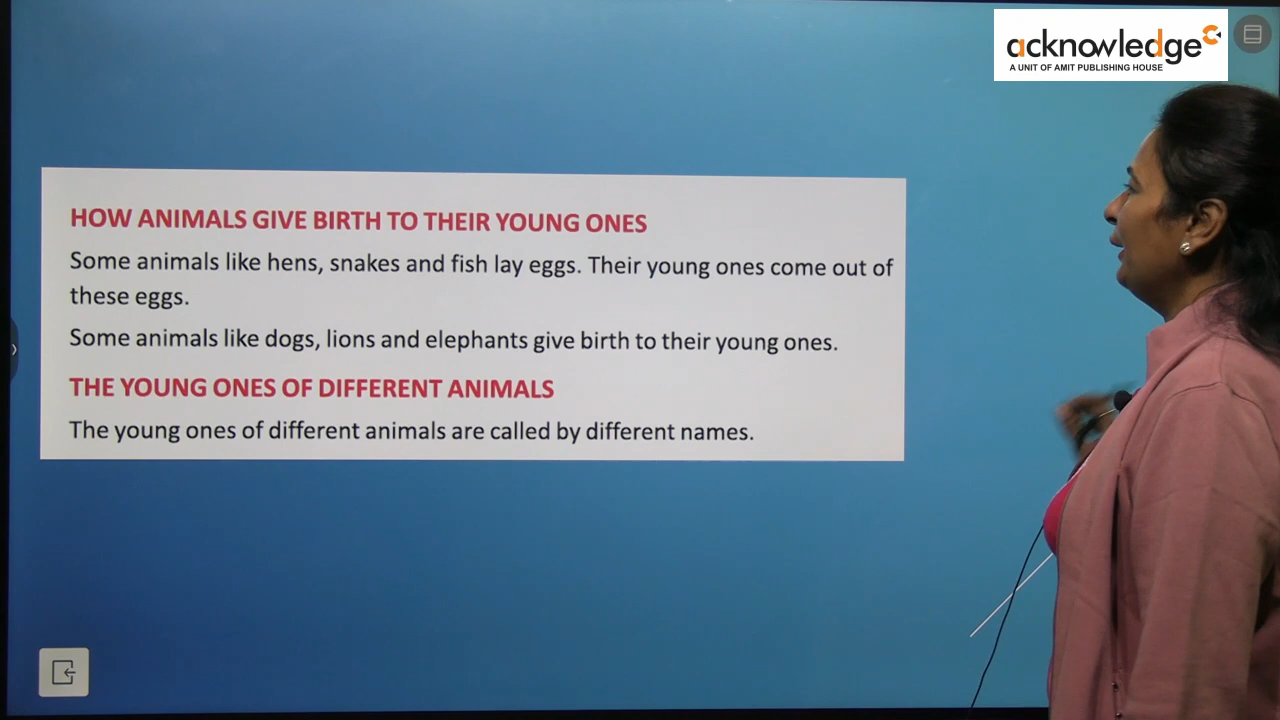 acknowledge
A UNIT OF AMIT PUBLISHING HOUSE
HOW ANIMALS GIVE BIRTH TO THEIR YOUNG ONES
Some animals like hens, snakes and fish lay eggs. Their young ones come out of
these eggs.
Some animals like dogs, lions and elephants give birth to their young ones.
THE YOUNG ONES OF DIFFERENT ANIMALS
The young ones of different animals are called by different names.